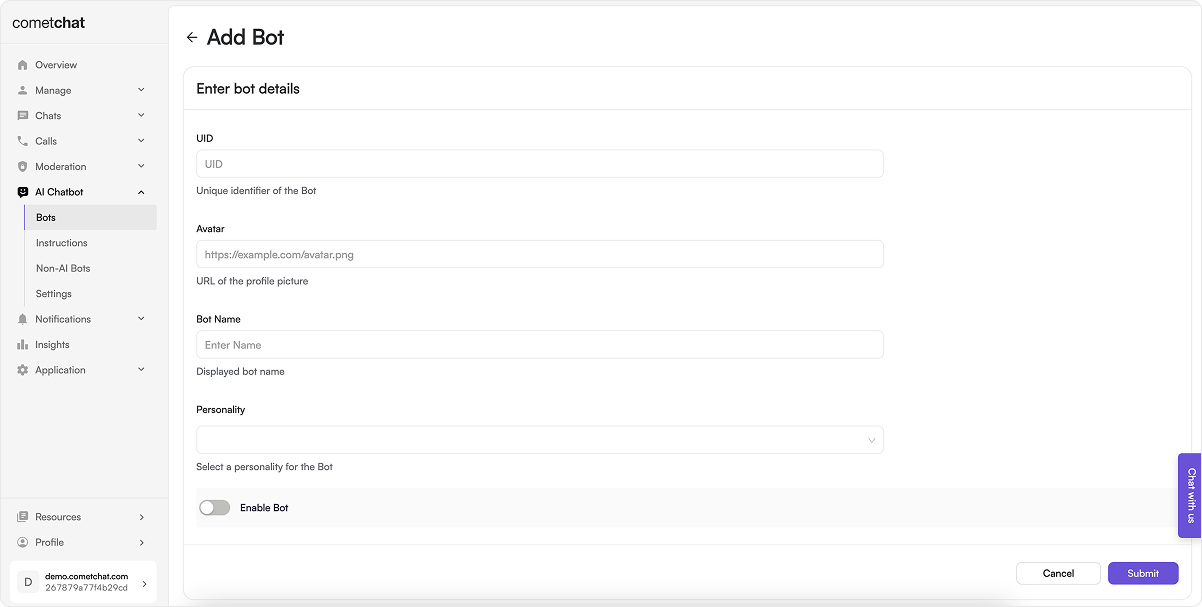 cometchat
Overview
Manage
Chats
Calls
Moderation
AI Chatbot
Bots
Instructions
Non-AI Bots
Settings
Notifications
Insights
Application
Resources
Profile
D
demo.cometchat.com
267879a77f4b29cd
Add Bot
Enter bot details
UID
UID
Unique identifier of the Bot
Avatar
https://example.com/avatar.png
URL of the profile picture
Bot Name
Enter Name
Displayed bot name
Personality
Select a personality for the Bot
Enable Bot
Cancel
Submit
Chat with us